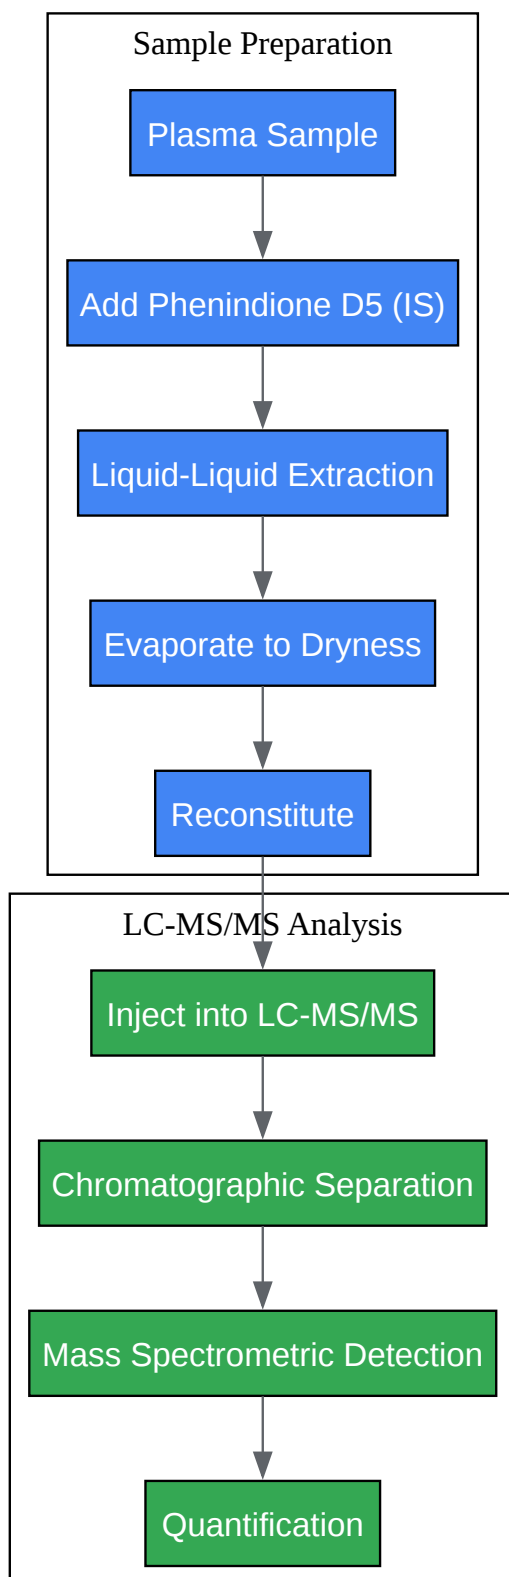 Sample Preparation
Plasma Sample
Add Phenindione D5 (IS)
Liquid-Liquid Extraction
Evaporate to Dryness
Reconstitute
LC-MS/MS Analysis
Inject into LC-MS/MS
Chromatographic Separation
Mass Spectrometric Detection
Quantification